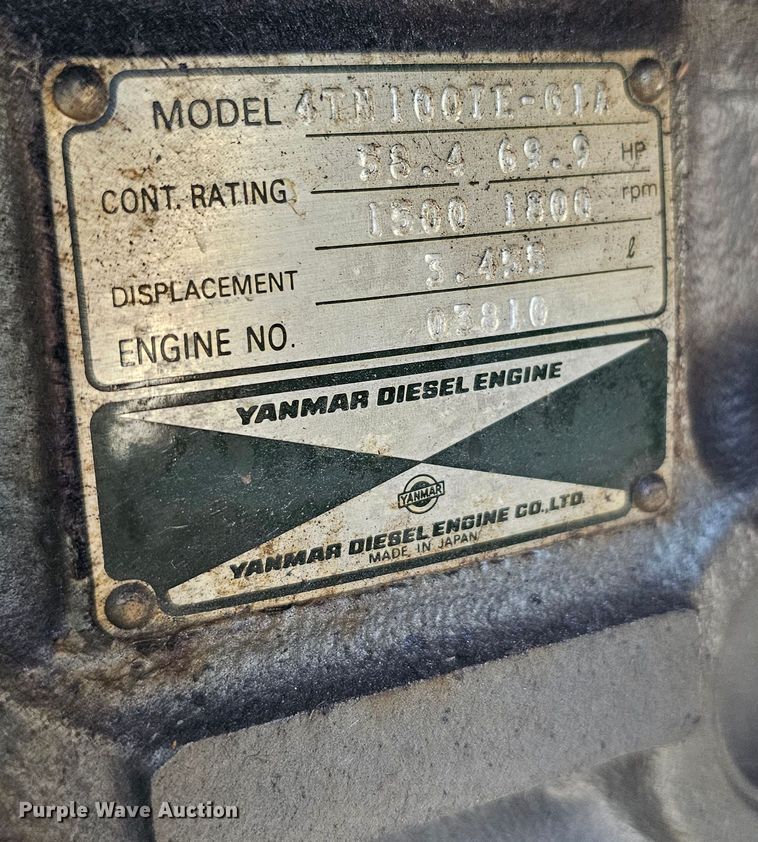 MODEL 4TN100TE-G1A
58.4 69.9 HP
CONT. RATING
1500 1800 rpm
DISPLACEMENT 3.455 ℓ
ENGINE NO. 03810
YANMAR DIESEL ENGINE
YANMAR
YANMAR DIESEL ENGINE CO.,LTD.
MADE IN JAPAN
Purple Wave Auction